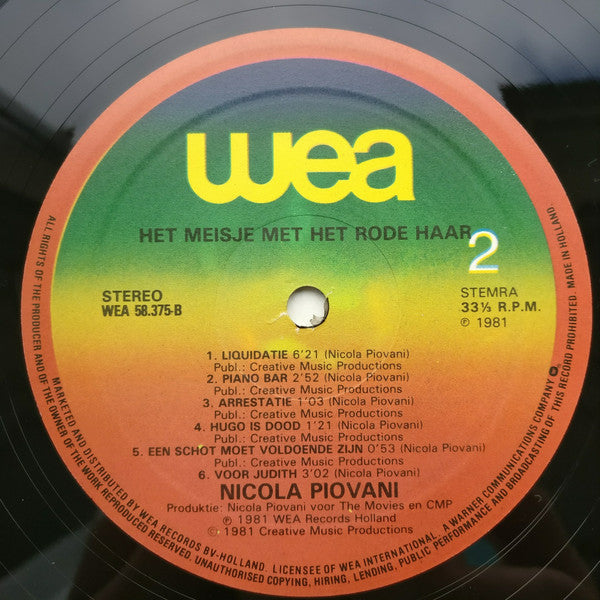 wea
HET MEISJE MET HET RODE HAAR
2
STEREO
WEA 58.375-B
STEMRA
33⅓ R.P.M.
℗ 1981
1. LIQUIDATIE 6'21 (Nicola Piovani)
Publ.: Creative Music Productions
2. PIANO BAR 2'52 (Nicola Piovani)
Publ.: Creative Music Productions
3. ARRESTATIE 1'03 (Nicola Piovani)
Publ.: Creative Music Productions
4. HUGO IS DOOD 1'21 (Nicola Piovani)
Publ.: Creative Music Productions
5. EEN SCHOT MOET VOLDOENDE ZIJN 0'53 (Nicola Piovani)
Publ.: Creative Music Productions
6. VOOR JUDITH 3'02 (Nicola Piovani)
NICOLA PIOVANI
Produktie: Nicola Piovani voor The Movies en CMP
℗ 1981 WEA Records Holland
© 1981 Creative Music Productions
MARKETED AND DISTRIBUTED BY WEA RECORDS BV-HOLLAND. LICENSEE OF WEA INTERNATIONAL. A WARNER COMMUNICATIONS COMPANY
ALL RIGHTS OF THE PRODUCER AND OF THE OWNER OF THE WORK REPRODUCED RESERVED. UNAUTHORISED COPYING, HIRING, LENDING, PUBLIC PERFORMANCE AND BROADCASTING OF THIS RECORD PROHIBITED. MADE IN HOLLAND.